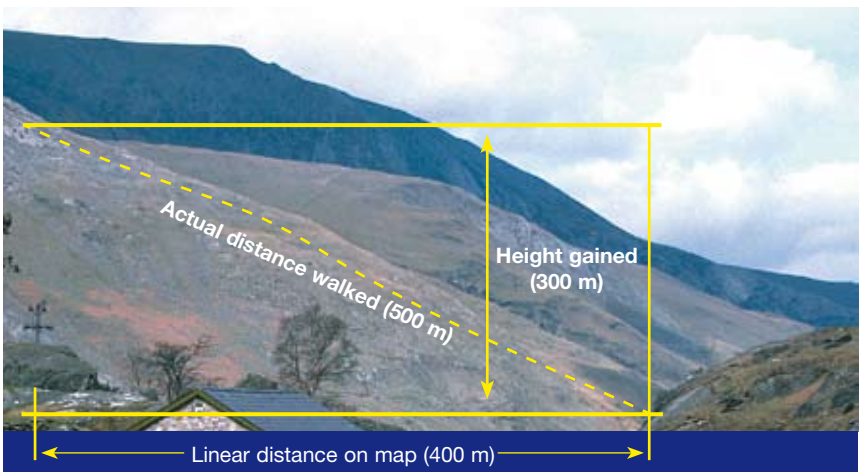 Actual distance walked (500 m)
Height gained
(300 m)
Linear distance on map (400 m)